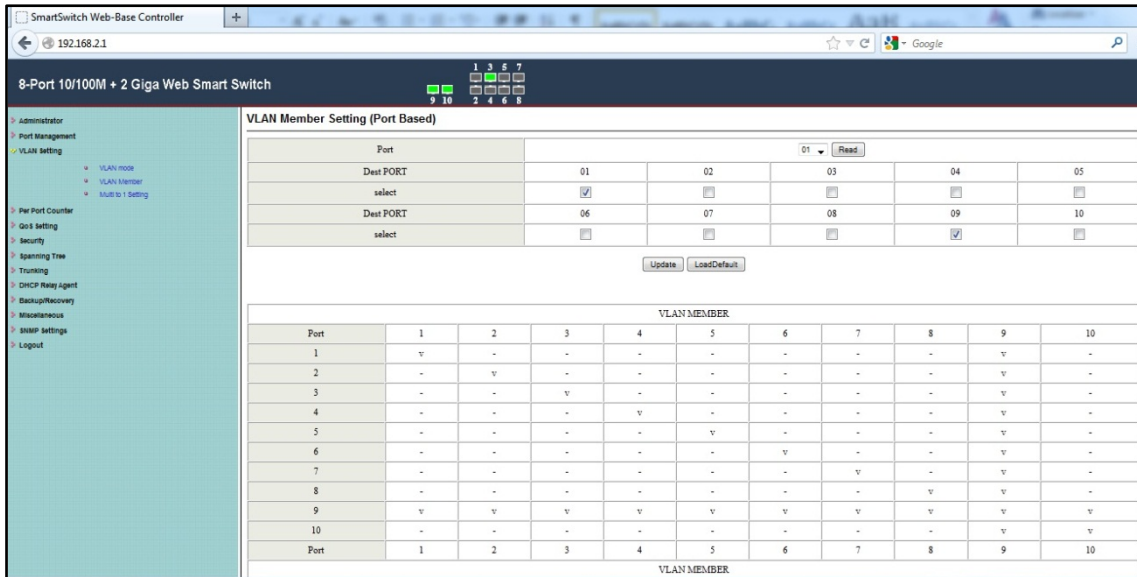 SmartSwitch Web-Base Controller +
192.168.2.1 Google
8-Port 10/100M + 2 Giga Web Smart Switch
1 3 5 7
9 10 2 4 6 8
Administrator
Port Management
VLAN Setting
VLAN mode
VLAN Member
Multi to 1 Setting
Per Port Counter
QoS Setting
Security
Spanning Tree
Trunking
DHCP Relay Agent
Backup/Recovery
Miscellaneous
SNMP Settings
Logout
VLAN Member Setting (Port Based)
Port 01 Read
Dest PORT 01 02 03 04 05
select
Dest PORT 06 07 08 09 10
select
Update LoadDefault
VLAN MEMBER
Port 1 2 3 4 5 6 7 8 9 10
1 v - - - - - - - v -
2 - v - - - - - - v -
3 - - v - - - - - v -
4 - - - v - - - - v -
5 - - - - v - - - v -
6 - - - - - v - - v -
7 - - - - - - v - v -
8 - - - - - - - v v -
9 v v v v v v v v v v
10 - - - - - - - - v v
Port 1 2 3 4 5 6 7 8 9 10
VLAN MEMBER